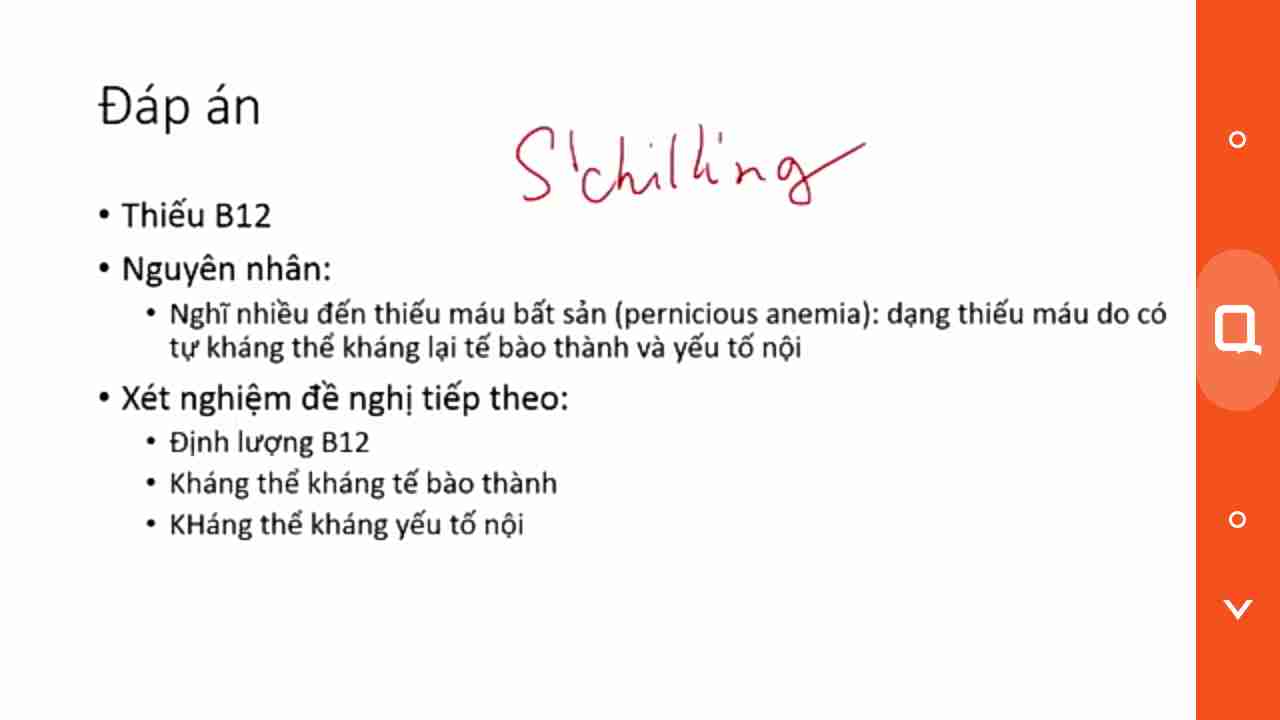 Đáp án
Schilling
• Thiếu B12
• Nguyên nhân:
• Nghĩ nhiều đến thiếu máu bất sản (pernicious anemia): dạng thiếu máu do có
tự kháng thể kháng lại tế bào thành và yếu tố nội
• Xét nghiệm đề nghị tiếp theo:
• Định lượng B12
• Kháng thể kháng tế bào thành
• KHáng thể kháng yếu tố nội